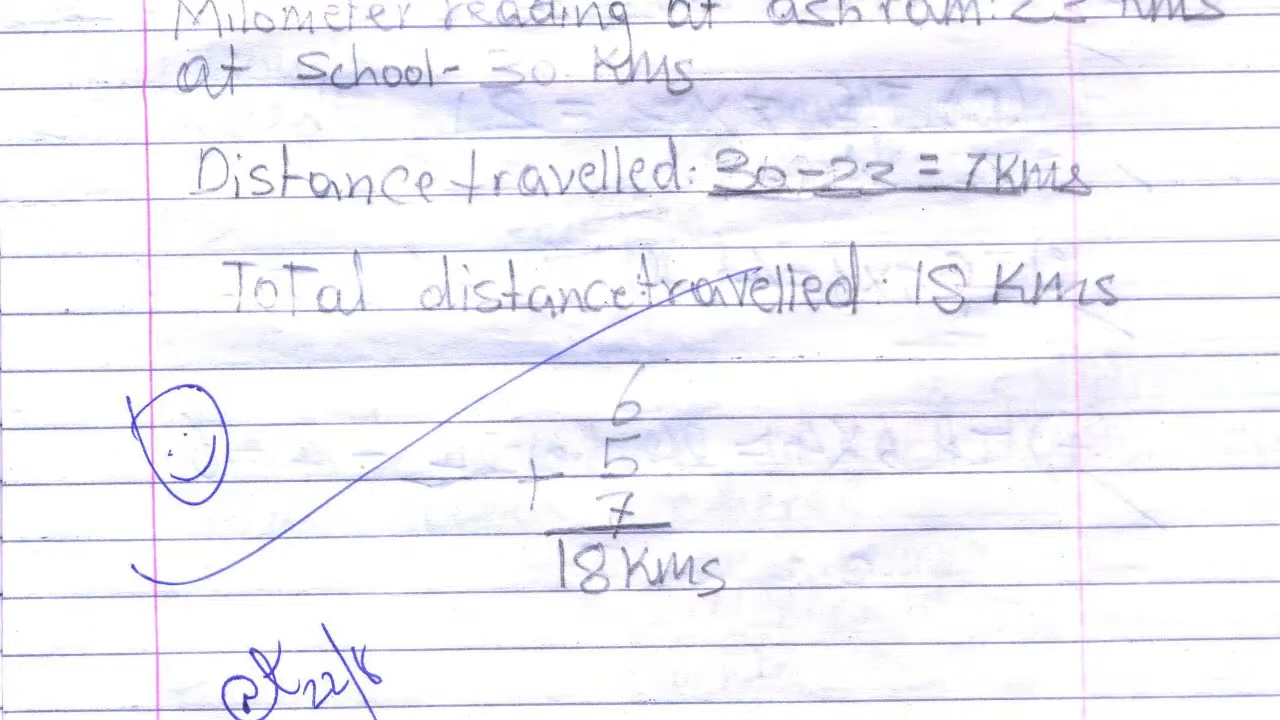 Milometer reading at ashram: 23 kms
at School- 30 Kms
Distance travelled: 30-23 = 7Kms
Total distance travelled: 18 Kms
6
5
+ 7
18 Kms
22/8